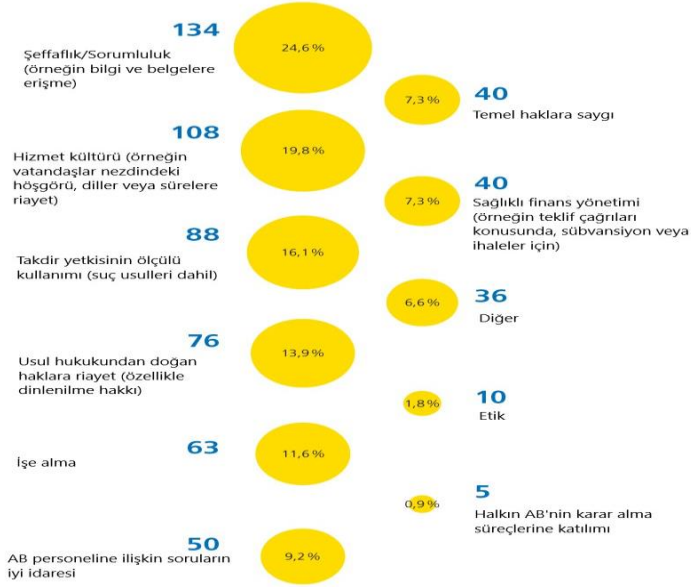 134
Şeffaflık/Sorumluluk
(örneğin bilgi ve belgelere
erişme)
24,6 %
108
Hizmet kültürü (örneğin
vatandaşlar nezdindeki
höşgörü, diller veya sürelere
riayet)
19,8 %
88
Takdir yetkisinin ölçülü
kullanımı (suç usulleri dahil)
16,1 %
76
Usul hukukundan doğan
haklara riayet (özellikle
dinlenilme hakkı)
13,9 %
63
İşe alma
11,6 %
50
AB personeline ilişkin soruların
iyi idaresi
9,2 %
7,3 %
40
Temel haklara saygı
7,3 %
40
Sağlıklı finans yönetimi
(örneğin teklif çağrıları
konusunda, sübvansiyon veya
ihaleler için)
6,6 %
36
Diğer
1,8 %
10
Etik
0,9 %
5
Halkın AB'nin karar alma
süreçlerine katılımı